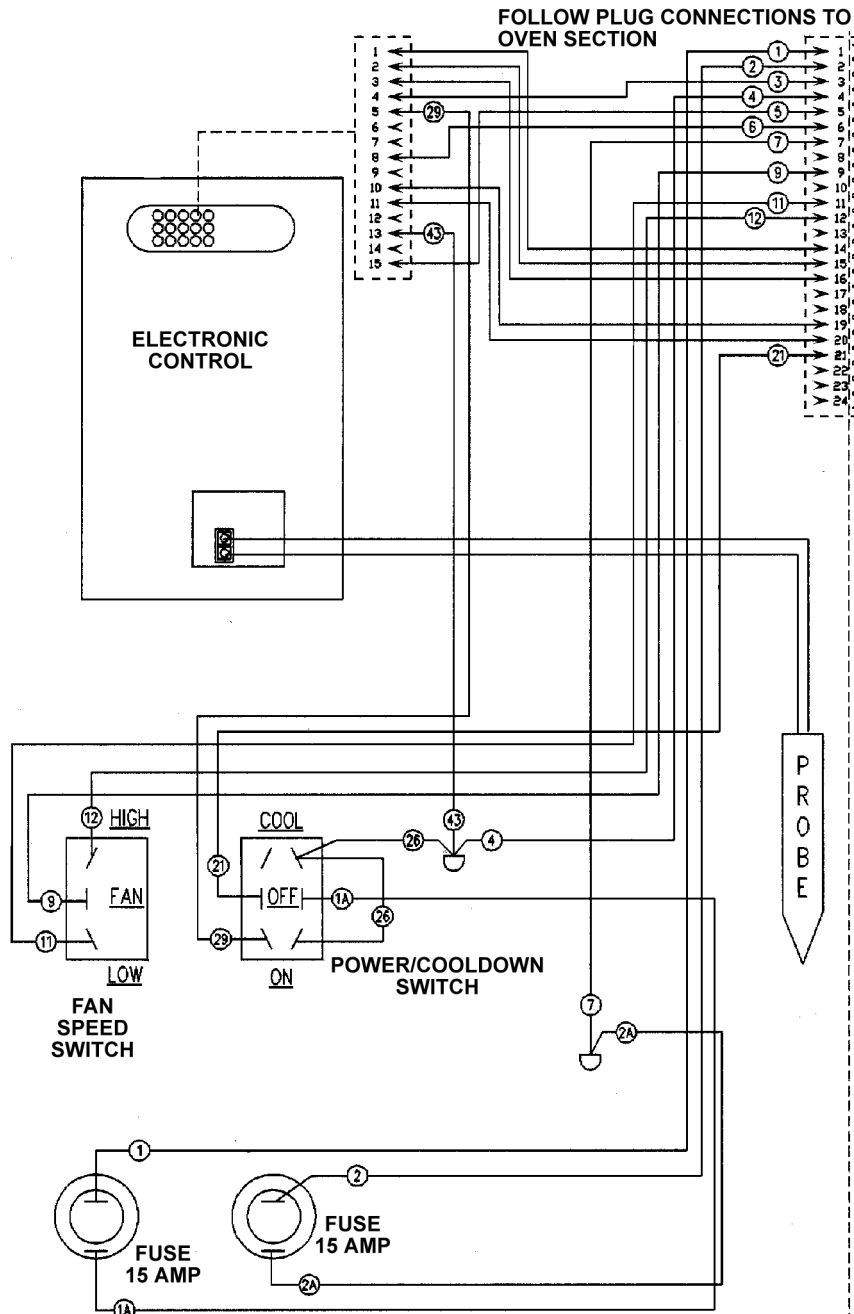 FOLLOW PLUG CONNECTIONS TO
OVEN SECTION
1
2
3
4
5
6
7
8
9
10
11
12
13
14
15
29
43
1
2
3
4
5
6
7
9
11
12
21
1
2
3
4
5
6
7
8
9
10
11
12
13
14
15
16
17
18
19
20
21
22
23
24
ELECTRONIC
CONTROL
PROBE
12
HIGH
9
FAN
11
LOW
FAN
SPEED
SWITCH
COOL
21
OFF
1A
26
43
4
26
29
ON
POWER/COOLDOWN
SWITCH
7
2A
1
2
FUSE
15 AMP
FUSE
15 AMP
2A
1A